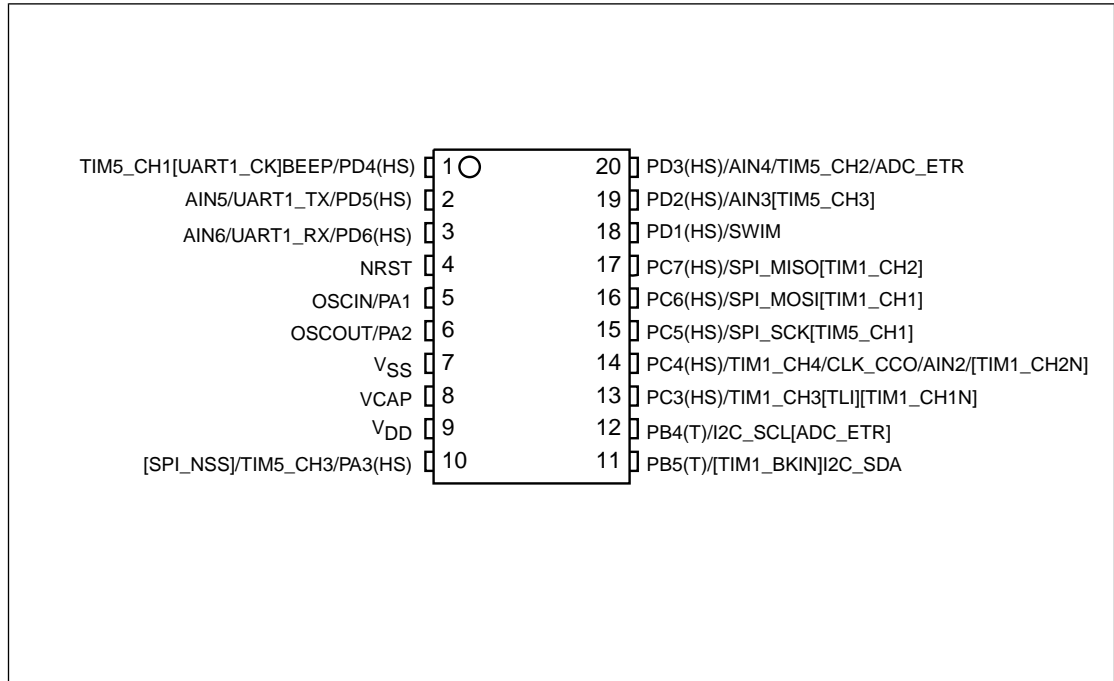 TIM5_CH1[UART1_CK]BEEP/PD4(HS) 1 20 PD3(HS)/AIN4/TIM5_CH2/ADC_ETR
AIN5/UART1_TX/PD5(HS) 2 19 PD2(HS)/AIN3[TIM5_CH3]
AIN6/UART1_RX/PD6(HS) 3 18 PD1(HS)/SWIM
NRST 4 17 PC7(HS)/SPI_MISO[TIM1_CH2]
OSCIN/PA1 5 16 PC6(HS)/SPI_MOSI[TIM1_CH1]
OSCOUT/PA2 6 15 PC5(HS)/SPI_SCK[TIM5_CH1]
VSS 7 14 PC4(HS)/TIM1_CH4/CLK_CCO/AIN2/[TIM1_CH2N]
VCAP 8 13 PC3(HS)/TIM1_CH3[TLI][TIM1_CH1N]
VDD 9 12 PB4(T)/I2C_SCL[ADC_ETR]
[SPI_NSS]/TIM5_CH3/PA3(HS) 10 11 PB5(T)/[TIM1_BKIN]I2C_SDA